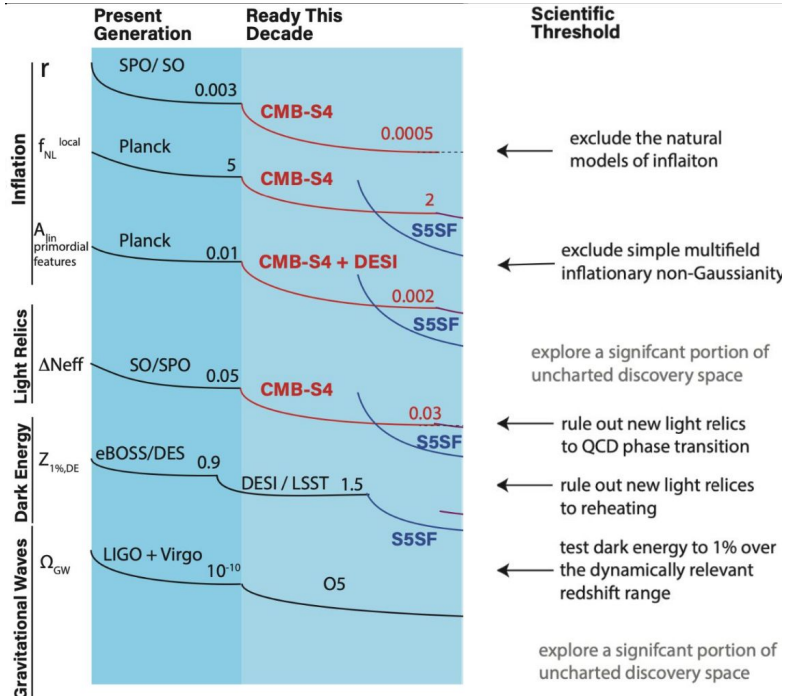 Present
Generation
Ready This
Decade
Scientific
Threshold
Inflation
r
SPO/ SO
0.003
CMB-S4
0.0005
exclude the natural
models of inflaiton
fNL local
Planck
5
CMB-S4
2
S5SF
exclude simple multifield
inflationary non-Gaussianity
Alin
primordial
features
Planck
0.01
CMB-S4 + DESI
0.002
S5SF
explore a signifcant portion of
uncharted discovery space
Light Relics
ΔNeff
SO/SPO
0.05
CMB-S4
0.03
S5SF
rule out new light relics
to QCD phase transition
Dark Energy
Z1%,DE
eBOSS/DES
0.9
DESI / LSST
1.5
S5SF
rule out new light relices
to reheating
Gravitational Waves
ΩGW
LIGO + Virgo
10-10
O5
test dark energy to 1% over
the dynamically relevant
redshift range
explore a signifcant portion of
uncharted discovery space